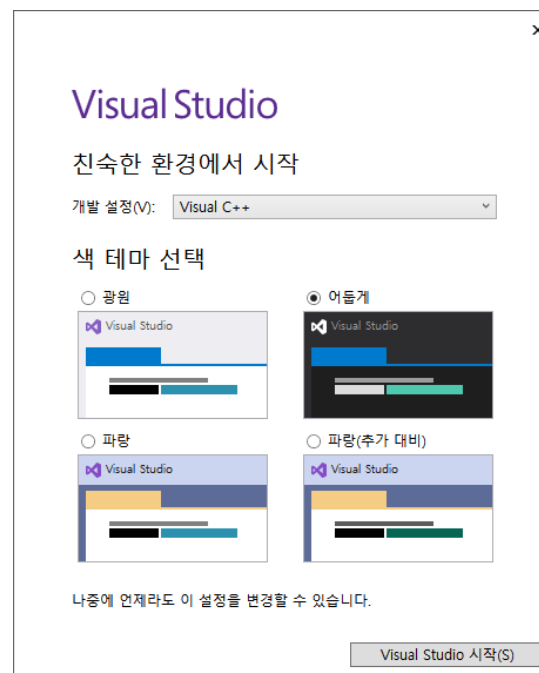 Visual Studio
친숙한 환경에서 시작
개발 설정(V): Visual C++
색 테마 선택
광원
어둡게
Visual Studio
Visual Studio
파랑
파랑(추가 대비)
Visual Studio
Visual Studio
나중에 언제라도 이 설정을 변경할 수 있습니다.
Visual Studio 시작(S)